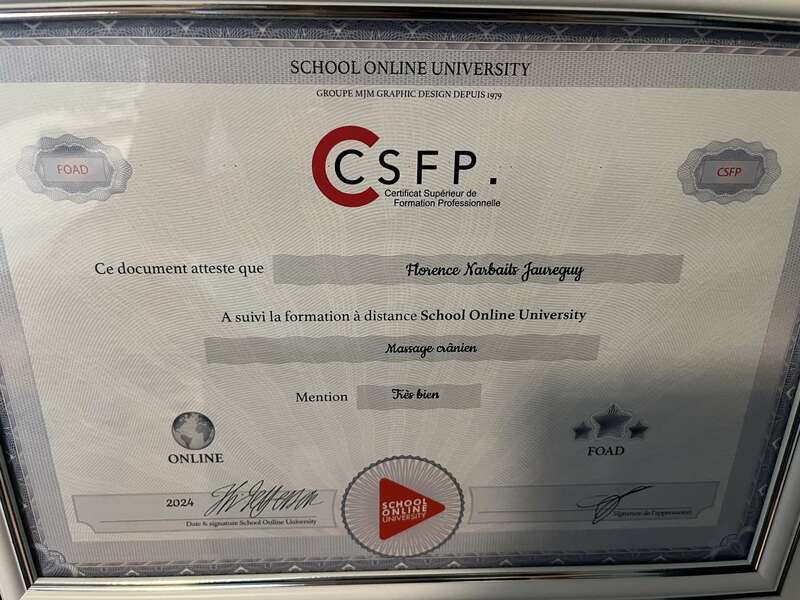 SCHOOL ONLINE UNIVERSITY
GROUPE MJM GRAPHIC DESIGN DEPUIS 1979
FOAD
CSFP.
Certificat Supérieur de
Formation Professionnelle
CSFP
Ce document atteste que Florence Narbaits Jaureguy
A suivi la formation à distance School Online University
Massage crânien
Mention Très bien
ONLINE
FOAD
2024
Date & signature School Online University
SCHOOL
ONLINE
UNIVERSITY
Signature de l'apprenant(e)